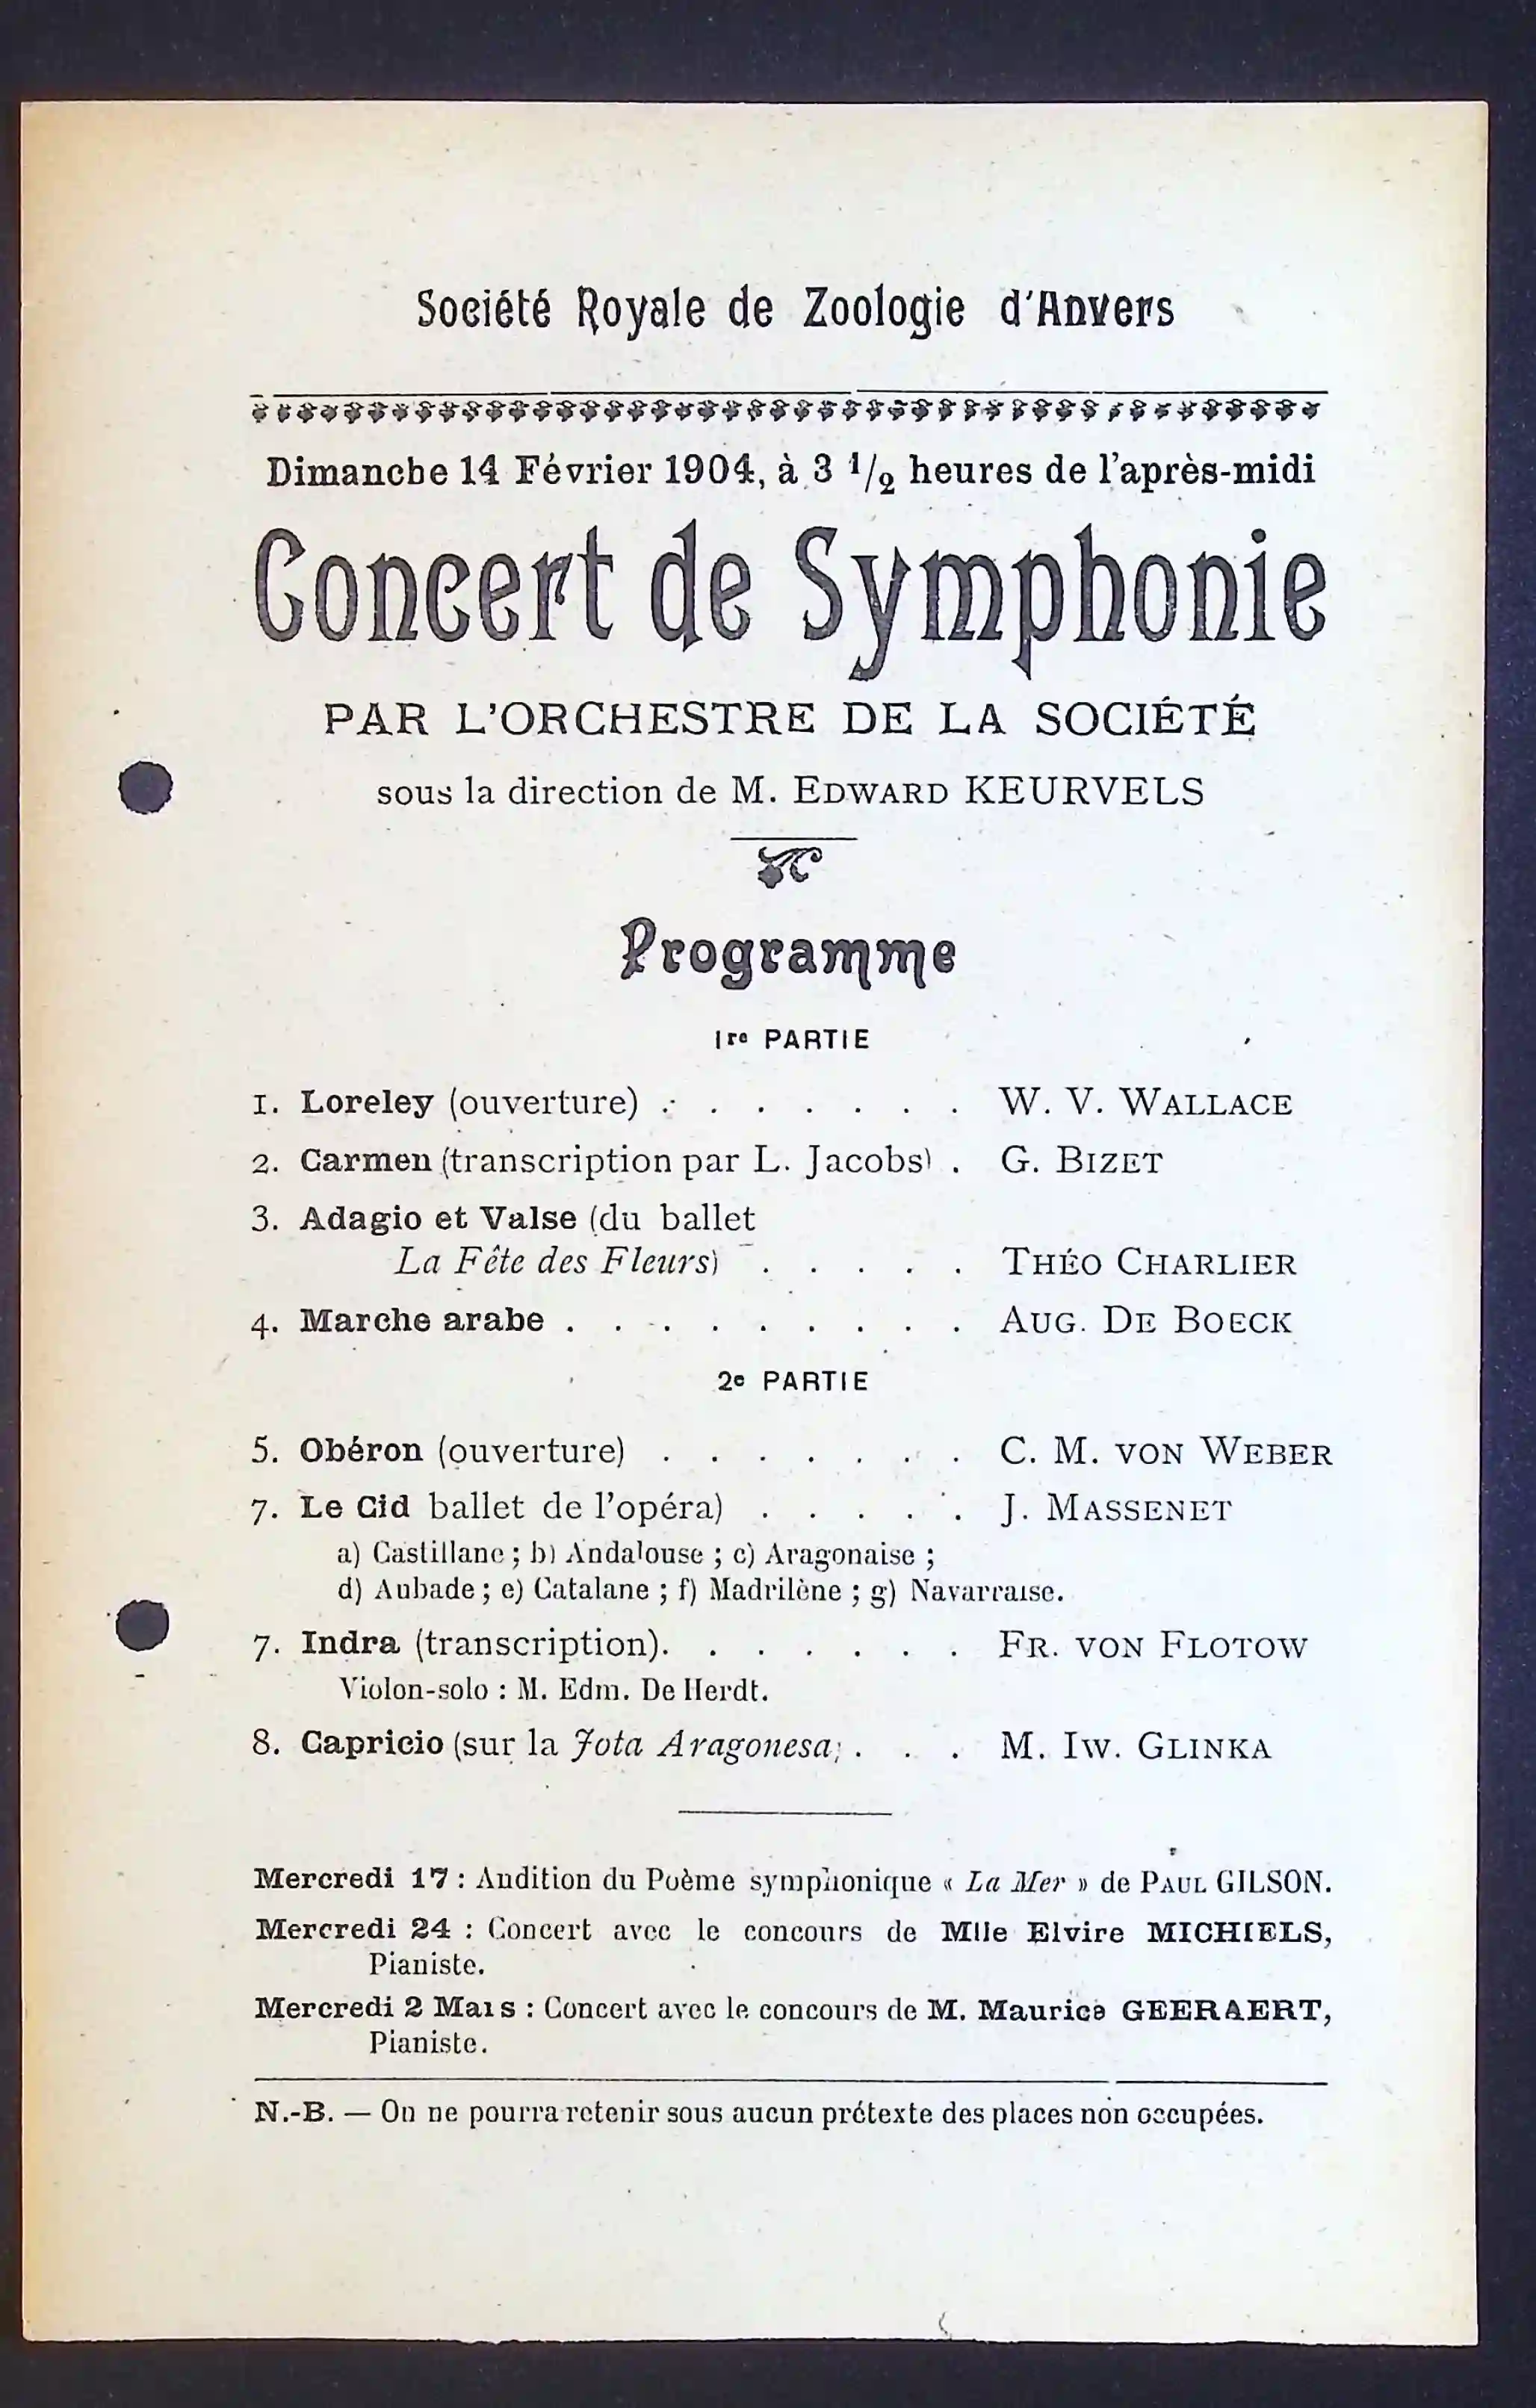 Société Royale de Zoologie d'Anvers
Dimanche 14 Février 1904, à 3 1/2 heures de l'après-midi
Concert de Symphonie
PAR L'ORCHESTRE DE LA SOCIÉTÉ
sous la direction de M. EDWARD KEURVELS
Programme
1re PARTIE
1. Loreley (ouverture) . . . . . . . W. V. WALLACE
2. Carmen (transcription par L. Jacobs) . G. BIZET
3. Adagio et Valse (du ballet
La Fête des Fleurs) . . . . . THÉO CHARLIER
4. Marche arabe . . . . . . . . . AUG. DE BOECK
2e PARTIE
5. Obéron (ouverture) . . . . . . . C. M. VON WEBER
7. Le Cid ballet de l'opéra) . . . . . J. MASSENET
a) Castillane ; b) Andalouse ; c) Aragonaise ;
d) Aubade ; e) Catalane ; f) Madrilène ; g) Navarraise.
7. Indra (transcription). . . . . . . FR. VON FLOTOW
Violon-solo : M. Edm. De Herdt.
8. Capricio (sur la Jota Aragonesa) . . . M. IW. GLINKA
Mercredi 17 : Audition du Poème symphonique « La Mer » de PAUL GILSON.
Mercredi 24 : Concert avec le concours de Mlle Elvire MICHIELS,
Pianiste.
Mercredi 2 Mars : Concert avec le concours de M. Maurice GEERAERT,
Pianiste.
N.-B. — On ne pourra retenir sous aucun prétexte des places non occupées.